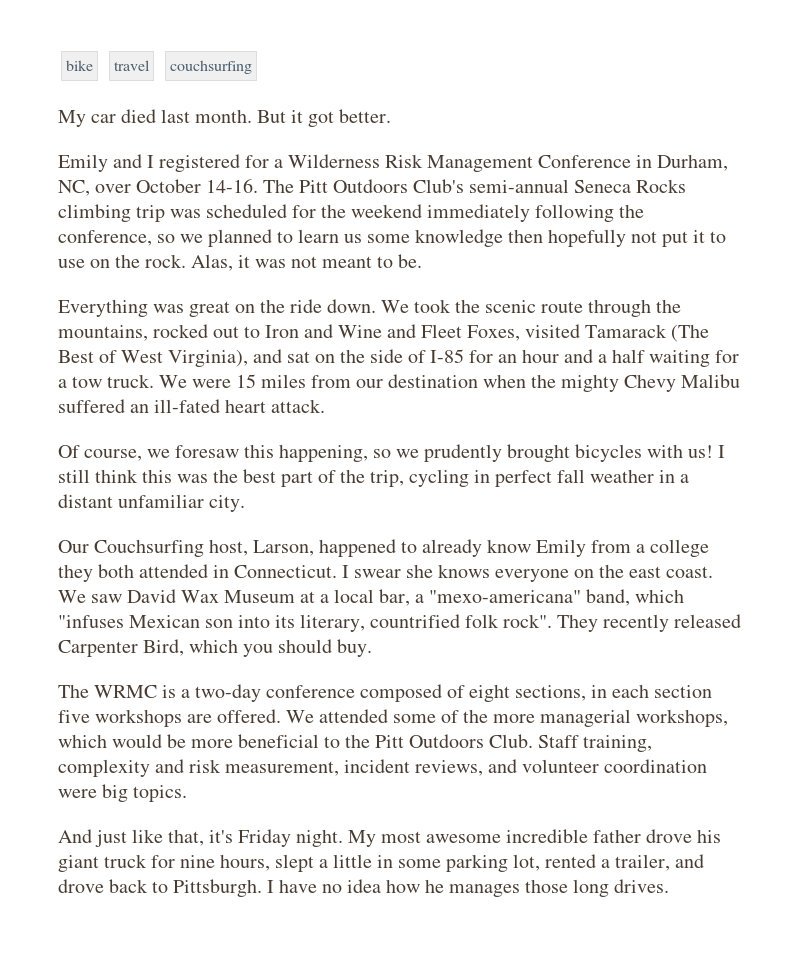 bike travel couchsurfing
My car died last month. But it got better.
Emily and I registered for a Wilderness Risk Management Conference in Durham,
NC, over October 14-16. The Pitt Outdoors Club's semi-annual Seneca Rocks
climbing trip was scheduled for the weekend immediately following the
conference, so we planned to learn us some knowledge then hopefully not put it to
use on the rock. Alas, it was not meant to be.
Everything was great on the ride down. We took the scenic route through the
mountains, rocked out to Iron and Wine and Fleet Foxes, visited Tamarack (The
Best of West Virginia), and sat on the side of I-85 for an hour and a half waiting for
a tow truck. We were 15 miles from our destination when the mighty Chevy Malibu
suffered an ill-fated heart attack.
Of course, we foresaw this happening, so we prudently brought bicycles with us! I
still think this was the best part of the trip, cycling in perfect fall weather in a
distant unfamiliar city.
Our Couchsurfing host, Larson, happened to already know Emily from a college
they both attended in Connecticut. I swear she knows everyone on the east coast.
We saw David Wax Museum at a local bar, a "mexo-americana" band, which
"infuses Mexican son into its literary, countrified folk rock". They recently released
Carpenter Bird, which you should buy.
The WRMC is a two-day conference composed of eight sections, in each section
five workshops are offered. We attended some of the more managerial workshops,
which would be more beneficial to the Pitt Outdoors Club. Staff training,
complexity and risk measurement, incident reviews, and volunteer coordination
were big topics.
And just like that, it's Friday night. My most awesome incredible father drove his
giant truck for nine hours, slept a little in some parking lot, rented a trailer, and
drove back to Pittsburgh. I have no idea how he manages those long drives.